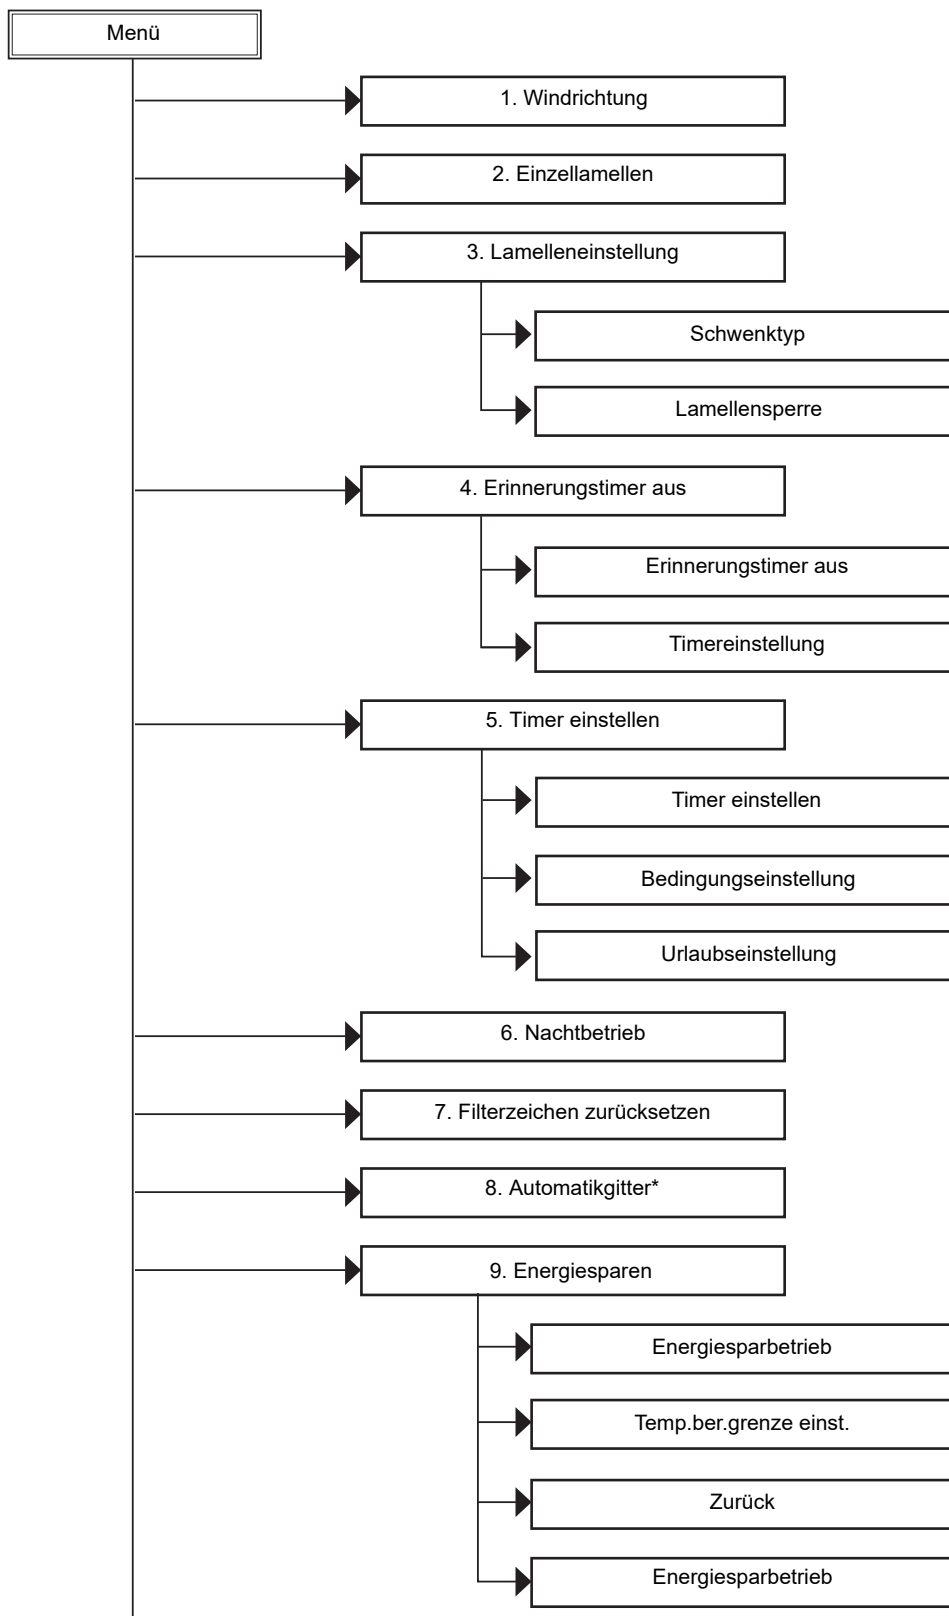 Menü
1. Windrichtung
2. Einzellamellen
3. Lamelleneinstellung
Schwenktyp
Lamellensperre
4. Erinnerungstimer aus
Erinnerungstimer aus
Timereinstellung
5. Timer einstellen
Timer einstellen
Bedingungseinstellung
Urlaubseinstellung
6. Nachtbetrieb
7. Filterzeichen zurücksetzen
8. Automatikgitter*
9. Energiesparen
Energiesparbetrieb
Temp.ber.grenze einst.
Zurück
Energiesparbetrieb